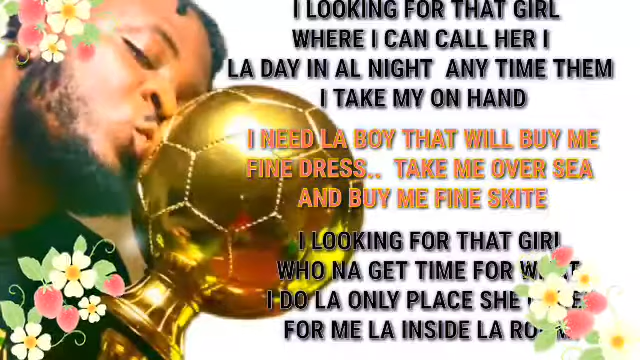 I LOOKING FOR THAT GIRL
WHERE I CAN CALL HER I
LA DAY IN AL NIGHT ANY TIME THEM
I TAKE MY ON HAND
I NEED LA BOY THAT WILL BUY ME
FINE DRESS.. TAKE ME OVER SEA
AND BUY ME FINE SKITE
I LOOKING FOR THAT GIRL
WHO NA GET TIME FOR
I DO LA ONLY PLACE SHE
FOR ME LA INSIDE LA